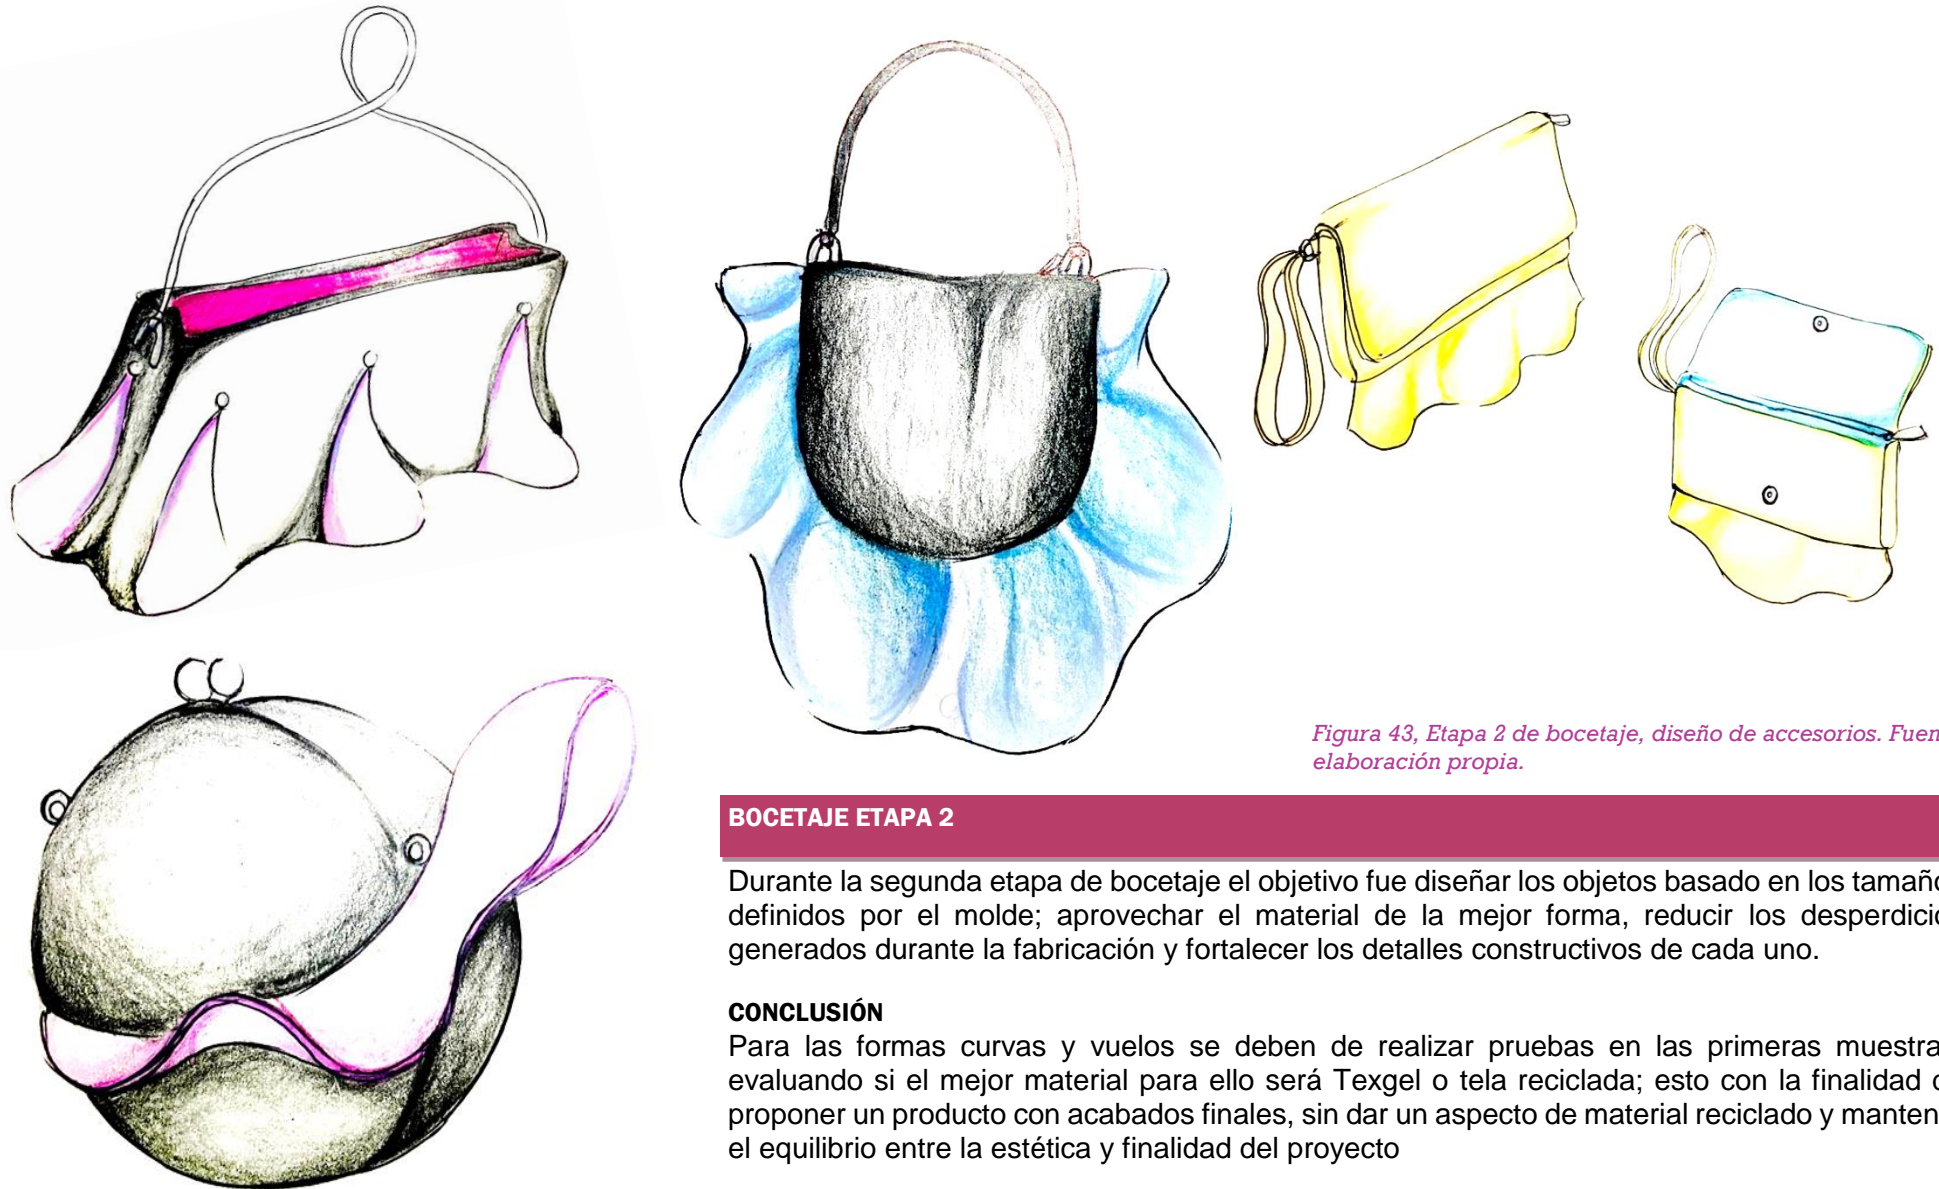 Figura 43, Etapa 2 de bocetaje, diseño de accesorios.
elaboración propia.
BOCETAJE ETAPA 2
Durante la segunda etapa de bocetaje el objetivo fue diseñar los objetos basado en los
definidos por el molde; aprovechar el material de la mejor forma, reducir los
generados durante la fabricación y fortalecer los detalles constructivos de cada uno.
CONCLUSIÓN
Para las formas curvas y vuelos se deben de realizar pruebas en las primeras
evaluando si el mejor material para ello será Texgel o tela reciclada; esto con la finalidad
proponer un producto con acabados finales, sin dar un aspecto de material reciclado y
el equilibrio entre la estética y finalidad del proyecto